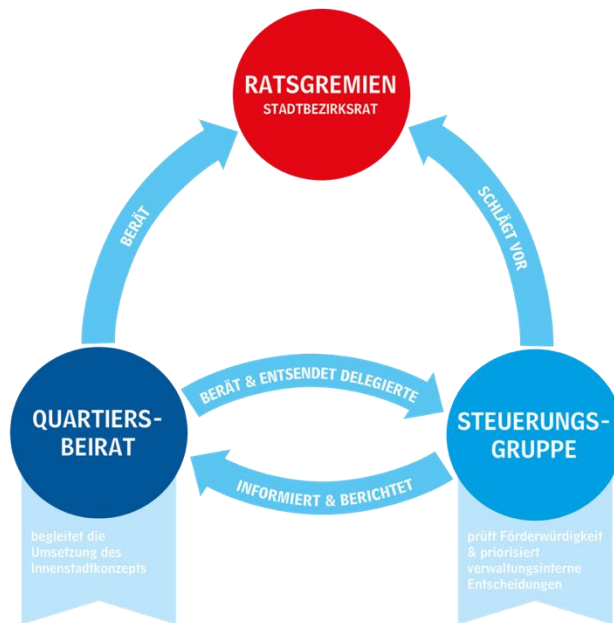 RATSGREMIEN
STADTBEZIRKSRAT
BERÄT
SCHLÄGT VOR
BERÄT & ENTSENDET DELEGIERTE
QUARTIERS-
BEIRAT
STEUERUNGS-
GRUPPE
INFORMIERT & BERICHTET
begleitet die
Umsetzung des
Innenstadtkonzepts
prüft Förderwürdigkeit
& priorisiert
verwaltungsinterne
Entscheidungen